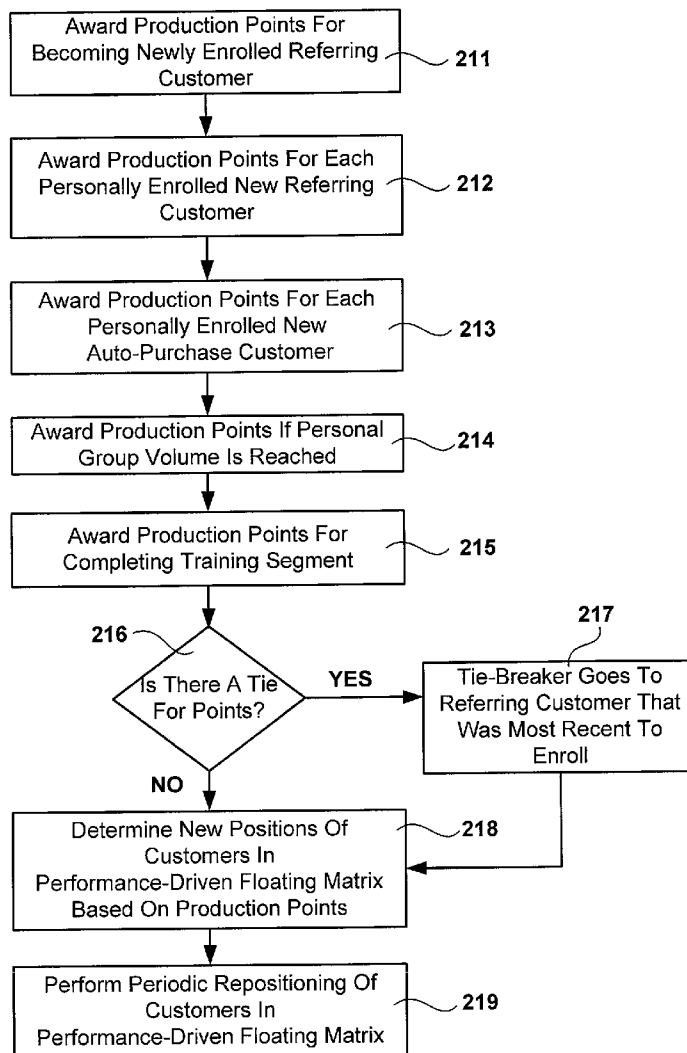 Award Production Points For
Becoming Newly Enrolled Referring
Customer
211
Award Production Points For Each
Personally Enrolled New Referring
Customer
212
Award Production Points For Each
Personally Enrolled New
Auto-Purchase Customer
213
Award Production Points If Personal
Group Volume Is Reached
214
Award Production Points For
Completing Training Segment
215
216
Is There A Tie
For Points?
YES
NO
217
Tie-Breaker Goes To
Referring Customer That
Was Most Recent To
Enroll
Determine New Positions Of
Customers In
Performance-Driven Floating Matrix
Based On Production Points
218
Perform Periodic Repositioning Of
Customers In
Performance-Driven Floating Matrix
219